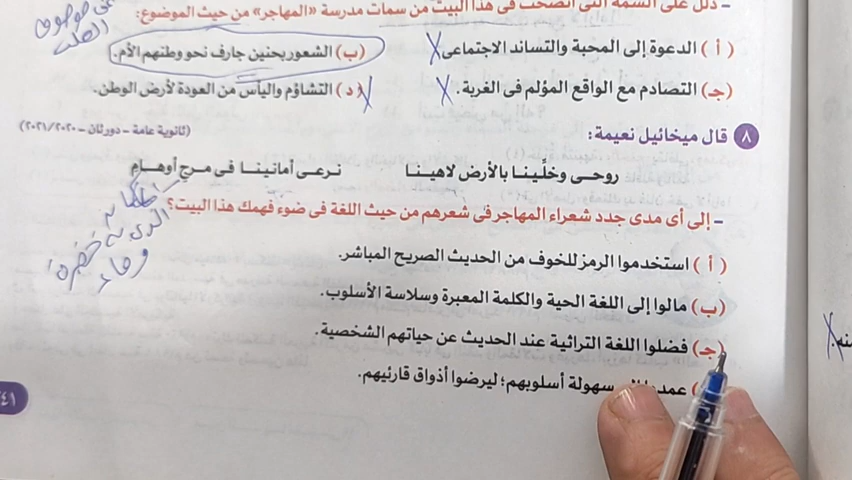 - دلل على السمة التى اتضحت فى هذا البيت من سمات مدرسة «المهاجر» من حيث الموضوع:
(أ) الدعوة إلى المحبة والتساند الاجتماعى. (ب) الشعور بحنين جارف نحو وطنهم الأم.
(جـ) التصادم مع الواقع المؤلم فى الغربة. (د) التشاؤم واليأس من العودة لأرض الوطن.
٨ قال ميخائيل نعيمة: (ثانوية عامة - دور ثان - ٢٠٢١/٢٠٢٠)
روحى وخلَّينا بالأرض لاهينا نرعى أمانينا فى مرج أوهام
- إلى أى مدى جدد شعراء المهاجر فى شعرهم من حيث اللغة فى ضوء فهمك هذا البيت؟
(أ) استخدموا الرمز للخوف من الحديث الصريح المباشر.
(ب) مالوا إلى اللغة الحية والكلمة المعبرة وسلاسة الأسلوب.
(جـ) فضلوا اللغة التراثية عند الحديث عن حياتهم الشخصية.
سهولة أسلوبهم؛ ليرضوا أذواق قارئيهم.